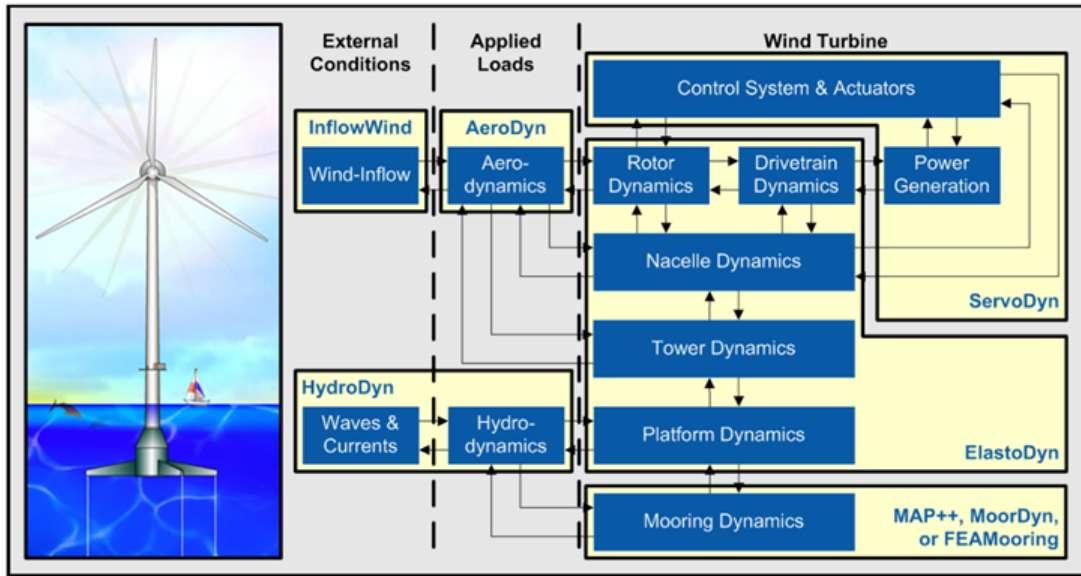 External
Conditions
Applied
Loads
Wind Turbine
Control System & Actuators
InflowWind
AeroDyn
Wind-Inflow
Aero-
dynamics
Rotor
Dynamics
Drivetrain
Dynamics
Power
Generation
Nacelle Dynamics
ServoDyn
Tower Dynamics
HydroDyn
Waves &
Currents
Hydro-
dynamics
Platform Dynamics
ElastoDyn
Mooring Dynamics
MAP++, MoorDyn,
or FEAMooring